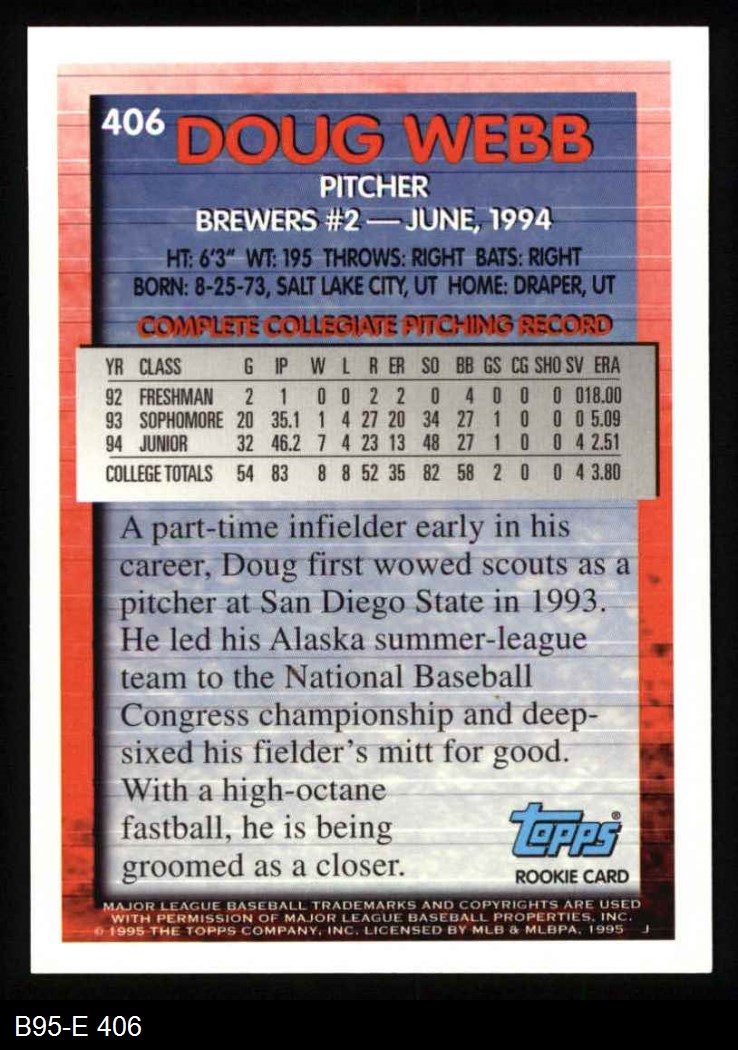 406 DOUG WEBB
PITCHER
BREWERS #2 — JUNE, 1994
HT: 6'3" WT: 195 THROWS: RIGHT BATS: RIGHT
BORN: 8-25-73, SALT LAKE CITY, UT HOME: DRAPER, UT
COMPLETE COLLEGIATE PITCHING RECORD
YR CLASS G IP W L R ER SO BB GS CG SHO SV ERA
92 FRESHMAN 2 1 0 0 2 2 0 4 0 0 0 0 18.00
93 SOPHOMORE 20 35.1 1 4 27 20 34 27 1 0 0 0 5.09
94 JUNIOR 32 46.2 7 4 23 13 48 27 1 0 0 4 2.51
COLLEGE TOTALS 54 83 8 8 52 35 82 58 2 0 0 4 3.80
A part-time infielder early in his
career, Doug first wowed scouts as a
pitcher at San Diego State in 1993.
He led his Alaska summer-league
team to the National Baseball
Congress championship and deep-
sixed his fielder's mitt for good.
With a high-octane
fastball, he is being
groomed as a closer.
Topps®
ROOKIE CARD
MAJOR LEAGUE BASEBALL TRADEMARKS AND COPYRIGHTS ARE USED
WITH PERMISSION OF MAJOR LEAGUE BASEBALL PROPERTIES, INC.
© 1995 THE TOPPS COMPANY, INC. LICENSED BY MLB & MLBPA, 1995 J
B95-E 406